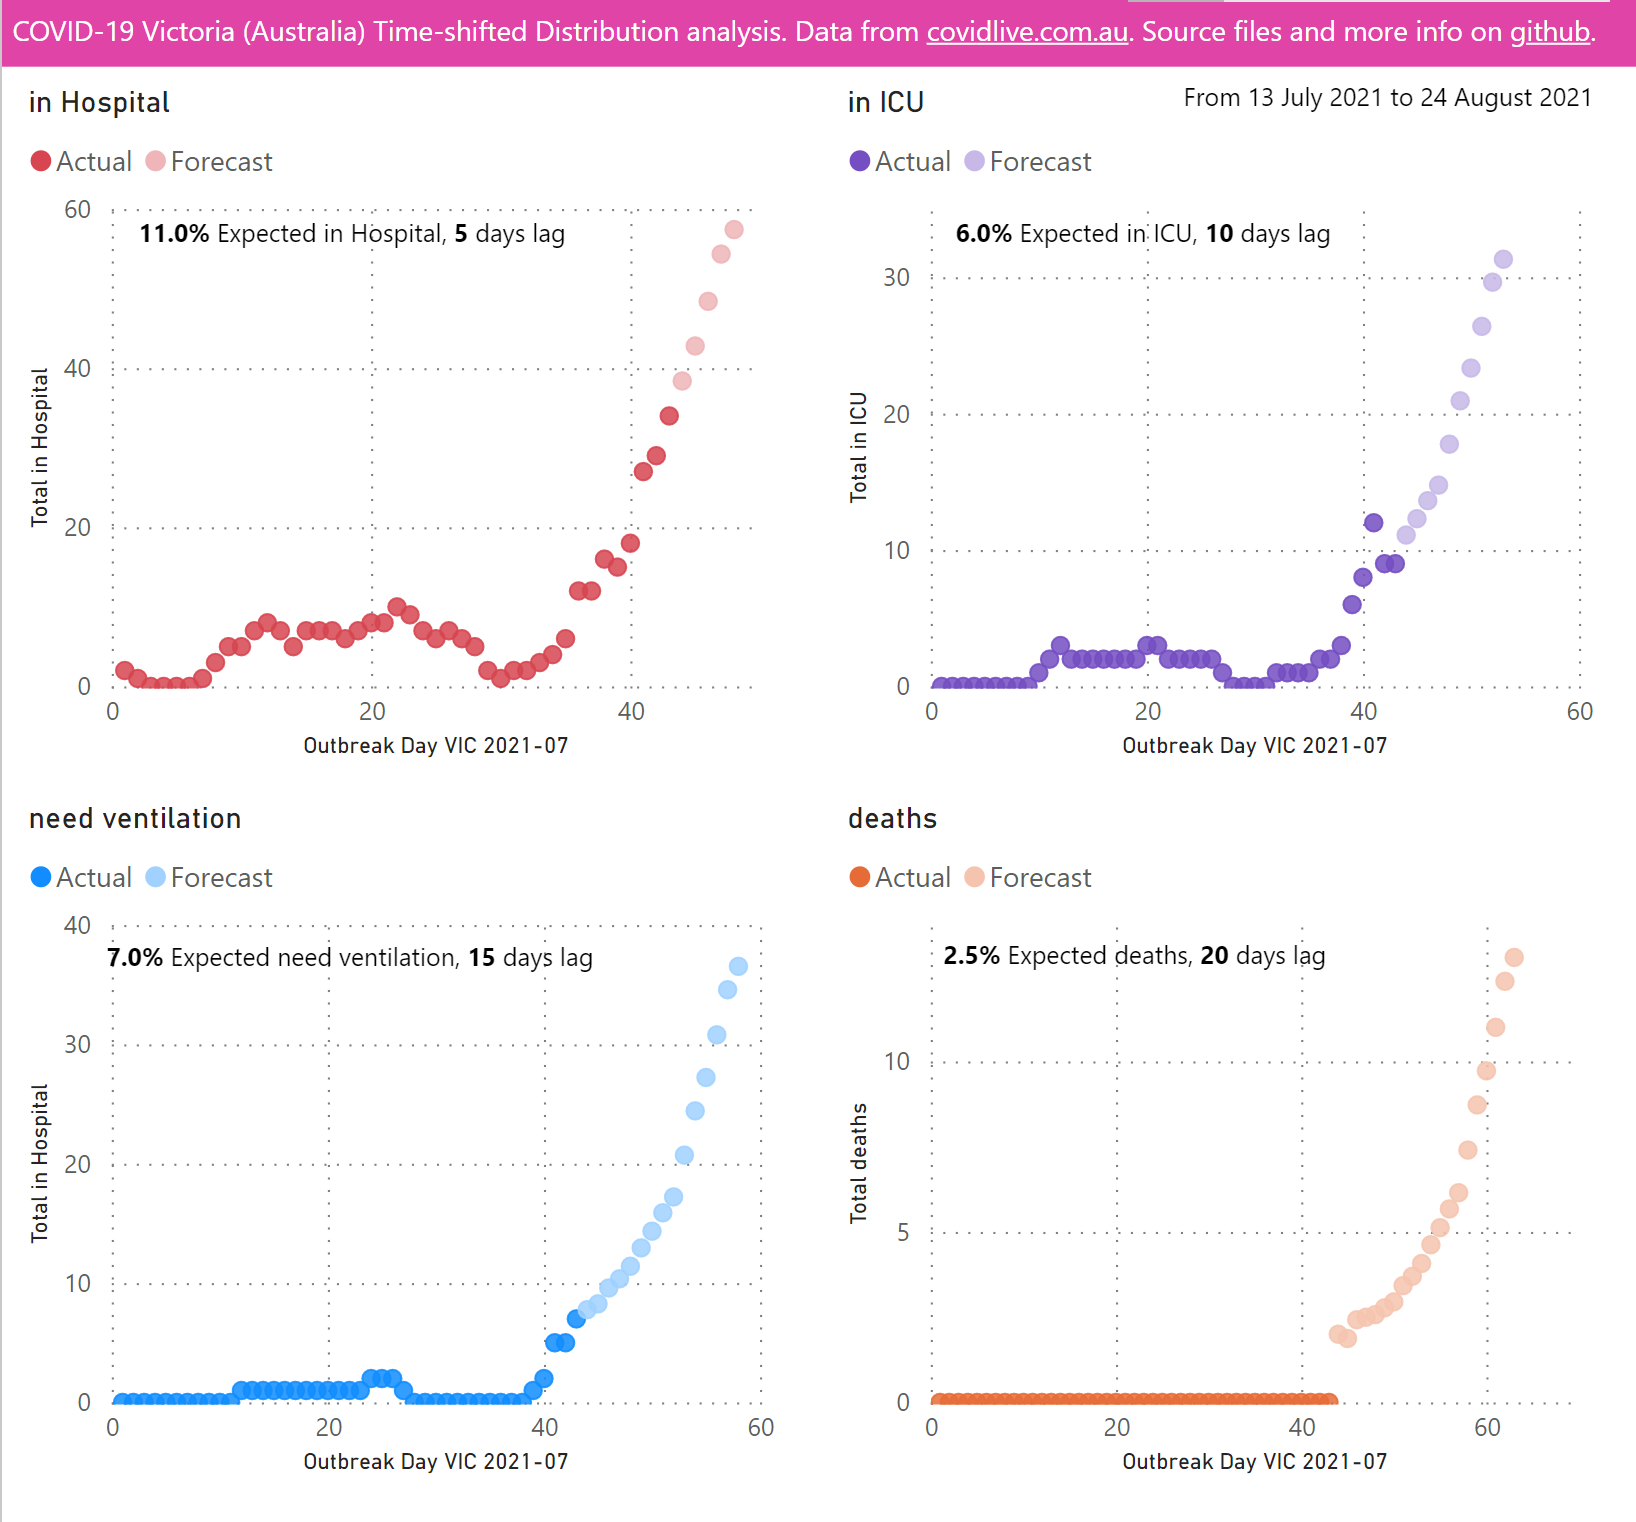 COVID-19 Victoria (Australia) Time-shifted Distribution analysis. Data from covidlive.com.au. Source files and more info on github.
in Hospital
Actual Forecast
11.0% Expected in Hospital, 5 days lag
60
40
20
0
Total in Hospital
0 20 40
Outbreak Day VIC 2021-07
in ICU
From 13 July 2021 to 24 August 2021
Actual Forecast
6.0% Expected in ICU, 10 days lag
30
20
10
0
Total in ICU
0 20 40 60
Outbreak Day VIC 2021-07
need ventilation
Actual Forecast
40
7.0% Expected need ventilation, 15 days lag
30
20
10
0
Total in Hospital
0 20 40 60
Outbreak Day VIC 2021-07
deaths
Actual Forecast
2.5% Expected deaths, 20 days lag
10
5
0
Total deaths
0 20 40 60
Outbreak Day VIC 2021-07